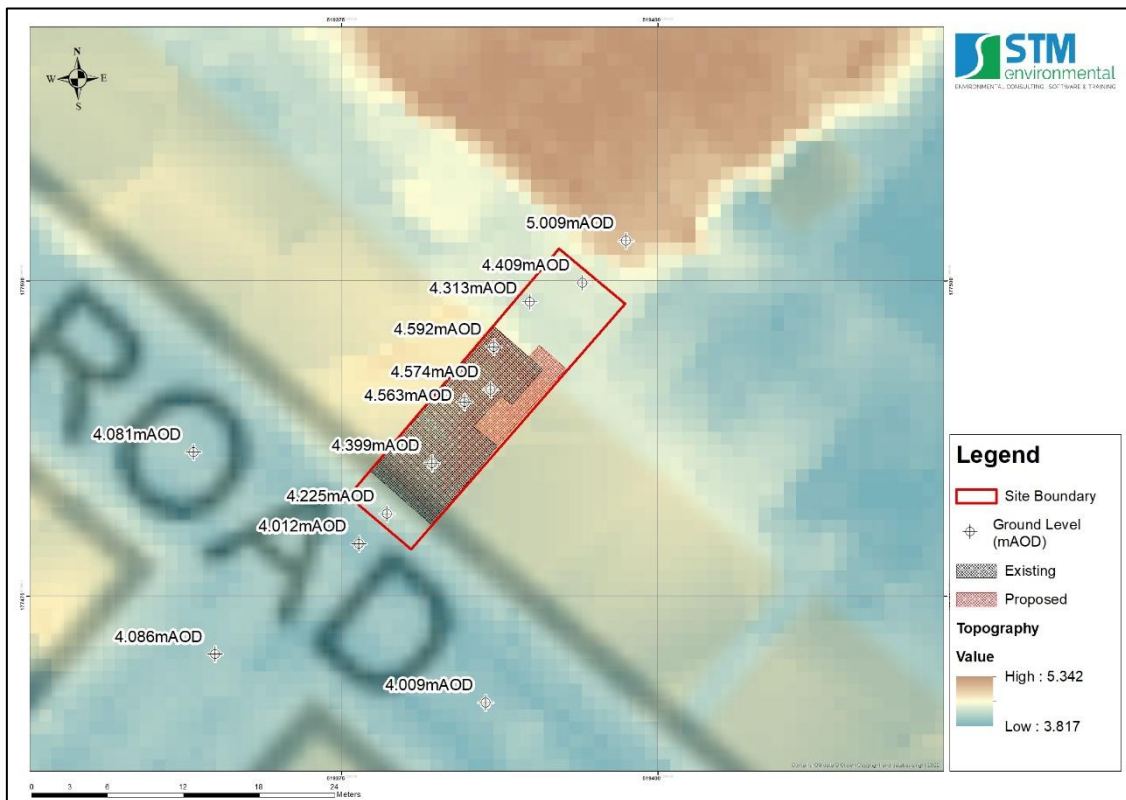 STM
environmental
ENVIRONMENTAL CONSULTING, SOFTWARE & TRAINING
N
W E
S
5.009mAOD
4.409mAOD
4.313mAOD
4.592mAOD
4.574mAOD
4.563mAOD
4.081mAOD
4.399mAOD
4.225mAOD
4.012mAOD
4.086mAOD
4.009mAOD
ROAD
Legend
Site Boundary
Ground Level
(mAOD)
Existing
Proposed
Topography
Value
High : 5.342
Low : 3.817
0 3 6 12 18 24
Meters